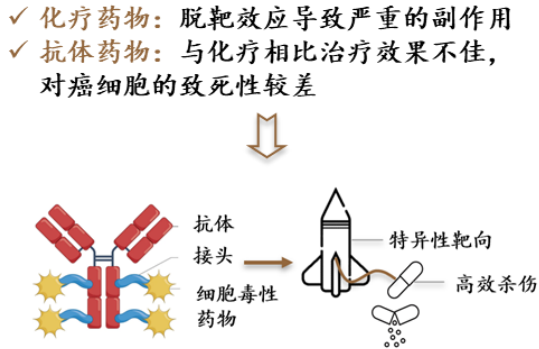 ✓ 化疗药物：脱靶效应导致严重的副作用
✓ 抗体药物：与化疗相比治疗效果不佳，
对癌细胞的致死性较差
抗体
接头
细胞毒性
药物
特异性靶向
高效杀伤